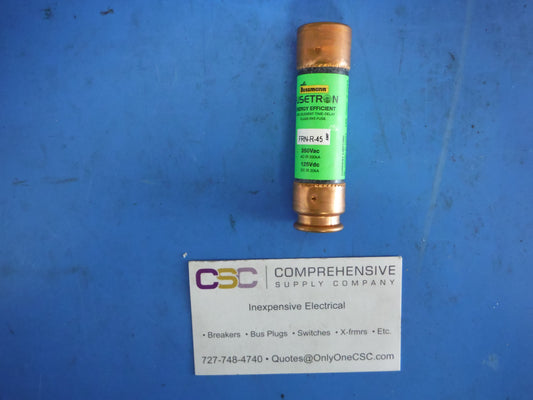 Bussmann
USETRON
ENERGY EFFICIENT
FRN-R-45
250Vac
125Vdc
CSC | COMPREHENSIVE
SUPPLY COMPANY
Inexpensive Electrical
• Breakers • Bus Plugs • Switches • X-frmrs • Etc.
727-748-4740 • Quotes@OnlyOneCSC.com